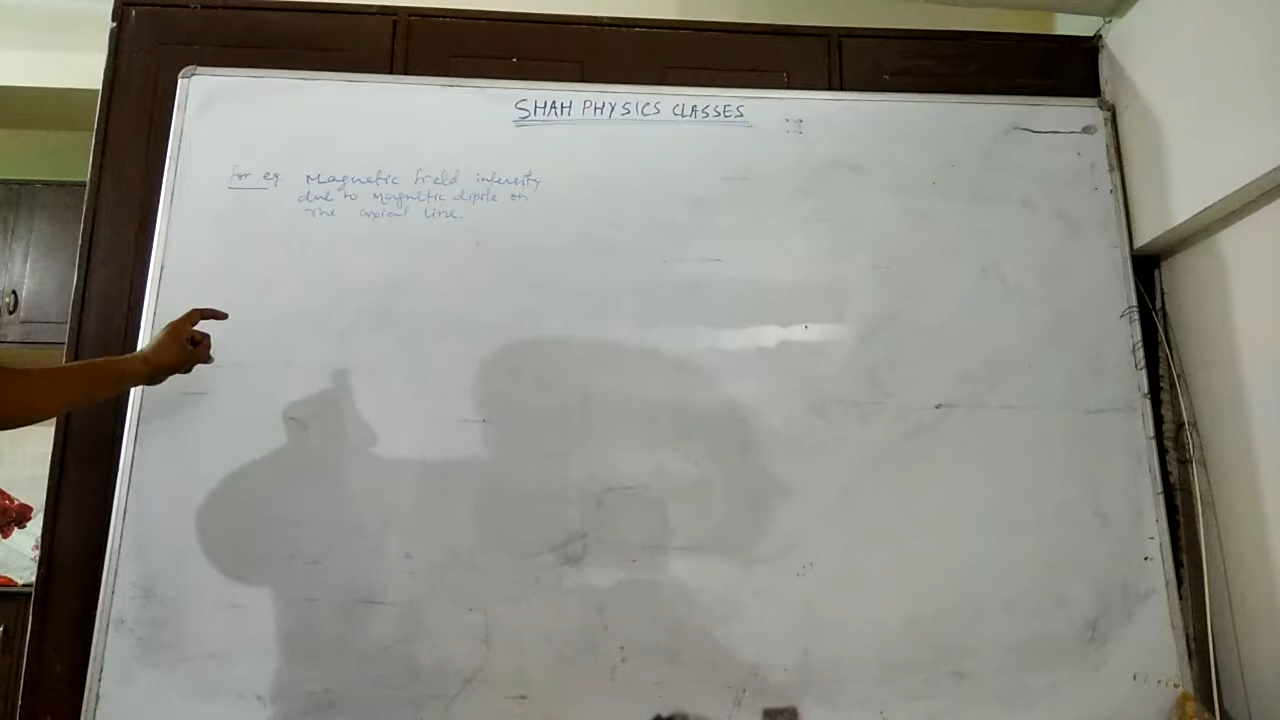 SHAH PHYSICS CLASSES
for eg. Magnetic field intensity
due to Magnetic dipole on
The axial line.